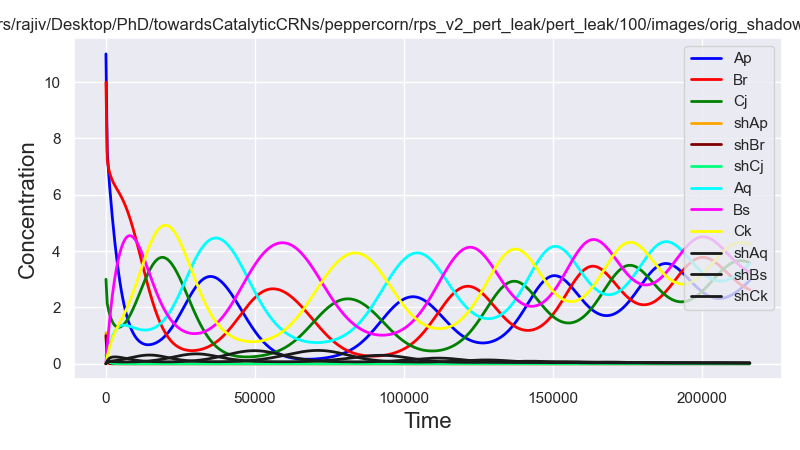 rs/rajiv/Desktop/PhD/towardsCatalyticCRNs/peppercorn/rps_v2_pert_leak/pert_leak/100/images/orig_shadow
Concentration
10
8
6
4
2
0
0
50000
100000
150000
200000
Time
Ap
Br
Cj
shAp
shBr
shCj
Aq
Bs
Ck
shAq
shBs
shCk